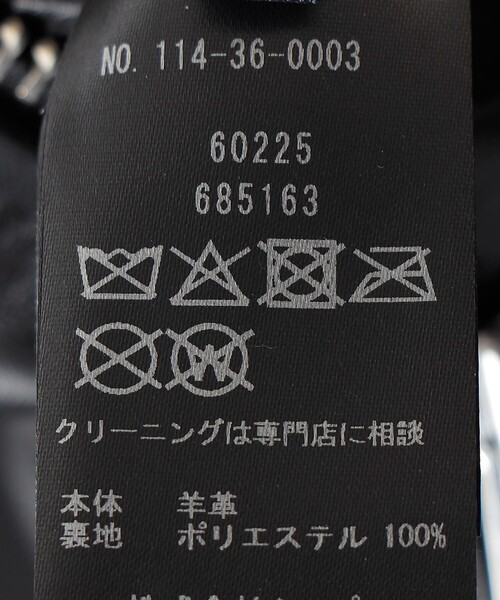 NO. 114-36-0003
60225
685163
W
クリーニングは専門店に相談
本体 羊革
裏地 ポリエステル 100%